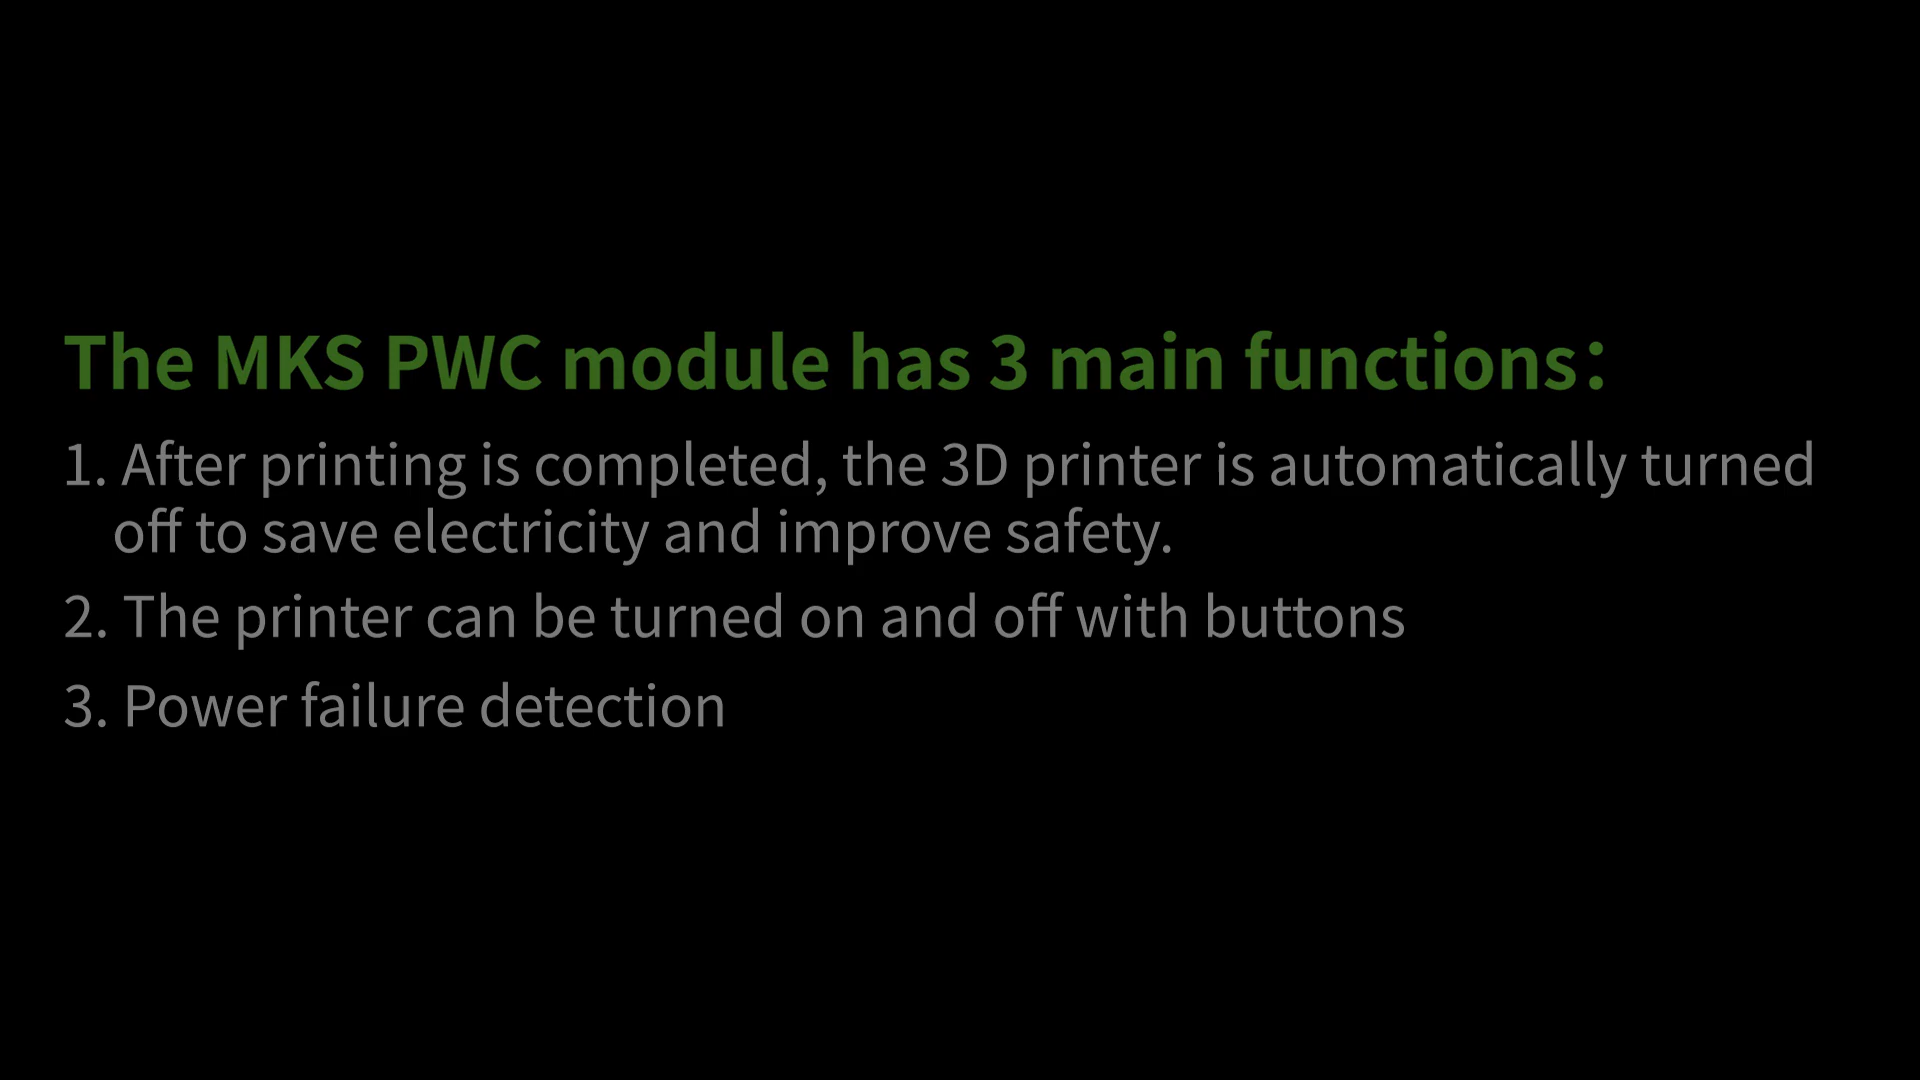 The MKS PWC module has 3 main functions：
1. After printing is completed, the 3D printer is automatically turned
off to save electricity and improve safety.
2. The printer can be turned on and off with buttons
3. Power failure detection